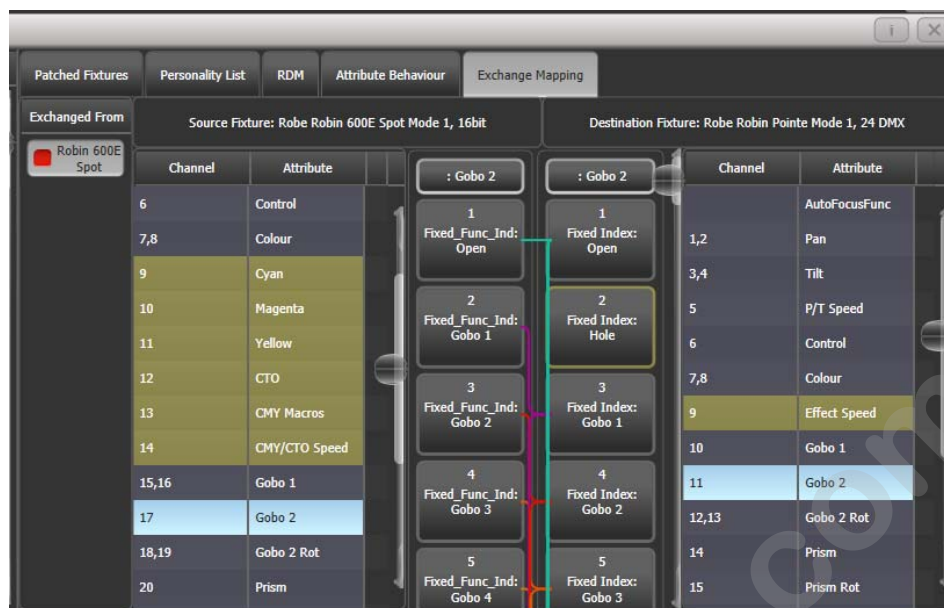 i X
Patched Fixtures Personality List RDM Attribute Behaviour Exchange Mapping
Exchanged From
Robin 600E
Spot
Source Fixture: Robe Robin 600E Spot Mode 1, 16bit
Channel Attribute
6 Control
7,8 Colour
9 Cyan
10 Magenta
11 Yellow
12 CTO
13 CMY Macros
14 CMY/CTO Speed
15,16 Gobo 1
17 Gobo 2
18,19 Gobo 2 Rot
20 Prism
: Gobo 2
1
Fixed_Func_Ind:
Open
2
Fixed_Func_Ind:
Gobo 1
3
Fixed_Func_Ind:
Gobo 2
4
Fixed_Func_Ind:
Gobo 3
5
Fixed_Func_Ind:
Gobo 4
Destination Fixture: Robe Robin Pointe Mode 1, 24 DMX
: Gobo 2
1
Fixed Index:
Open
2
Fixed Index:
Hole
3
Fixed Index:
Gobo 1
4
Fixed Index:
Gobo 2
5
Fixed Index:
Gobo 3
Channel Attribute
AutoFocusFunc
1,2 Pan
3,4 Tilt
5 P/T Speed
6 Control
7,8 Colour
9 Effect Speed
10 Gobo 1
11 Gobo 2
12,13 Gobo 2 Rot
14 Prism
15 Prism Rot
com